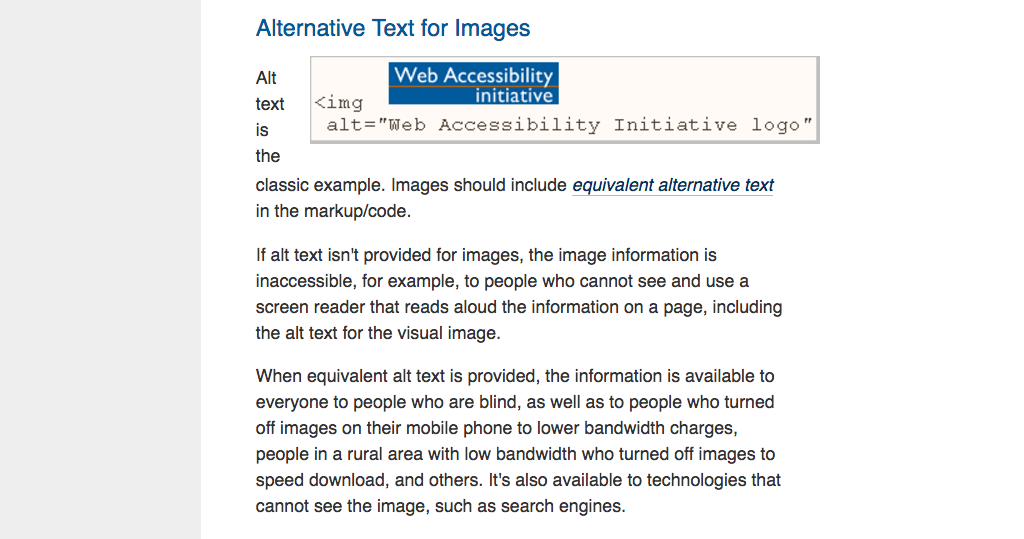 Alternative Text for Images
Web Accessibility
initiative
<img
alt="Web Accessibility Initiative logo"
Alt
text
is
the
classic example. Images should include equivalent alternative text
in the markup/code.
If alt text isn't provided for images, the image information is
inaccessible, for example, to people who cannot see and use a
screen reader that reads aloud the information on a page, including
the alt text for the visual image.
When equivalent alt text is provided, the information is available to
everyone to people who are blind, as well as to people who turned
off images on their mobile phone to lower bandwidth charges,
people in a rural area with low bandwidth who turned off images to
speed download, and others. It's also available to technologies that
cannot see the image, such as search engines.